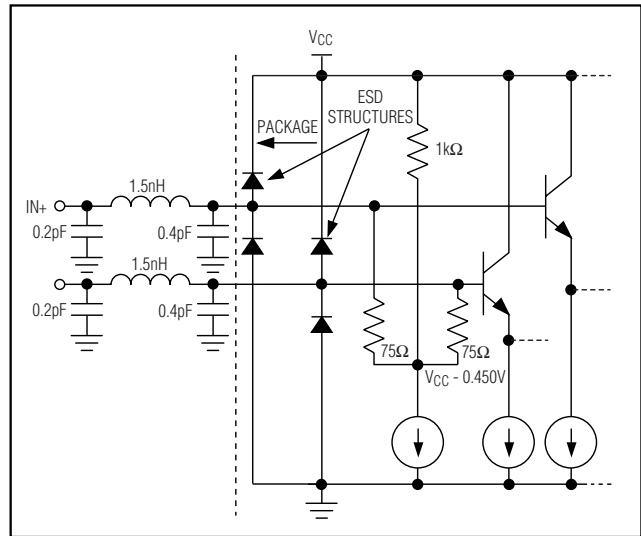 VCC
ESD
STRUCTURES
PACKAGE
1kΩ
1.5nH
IN+
0.2pF
0.4pF
1.5nH
0.2pF
0.4pF
75Ω
75Ω
VCC - 0.450V